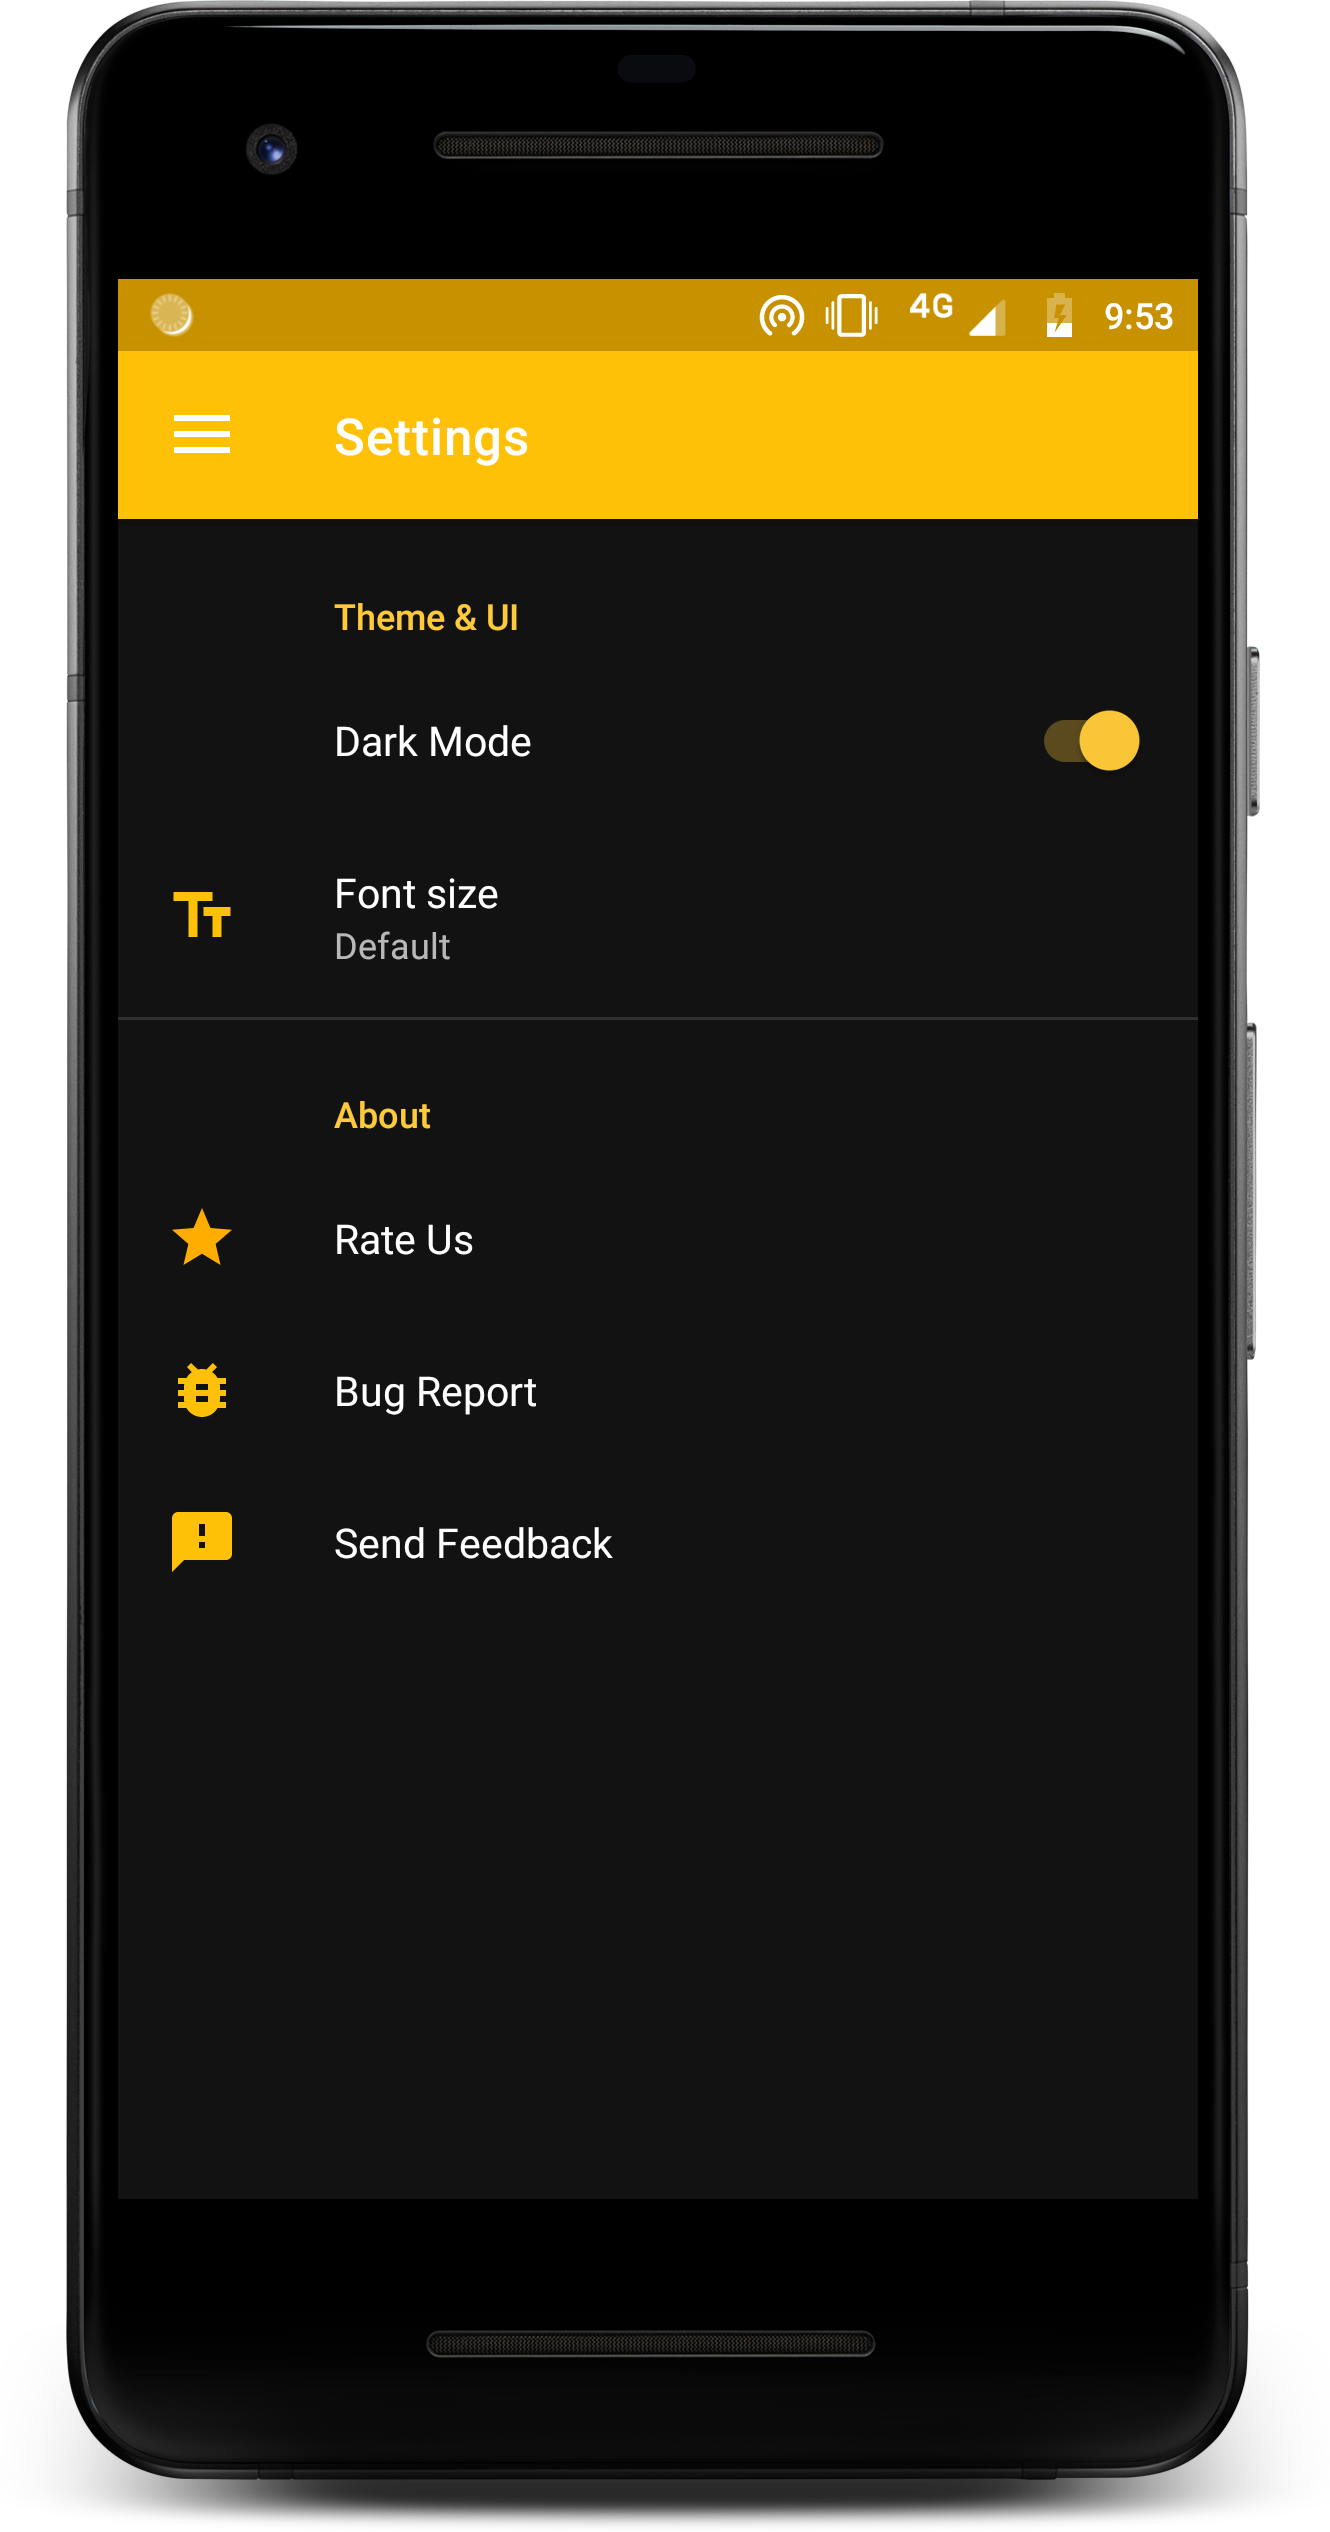 4G 9:53
Settings
Theme & UI
Dark Mode
Font size
Default
About
Rate Us
Bug Report
Send Feedback